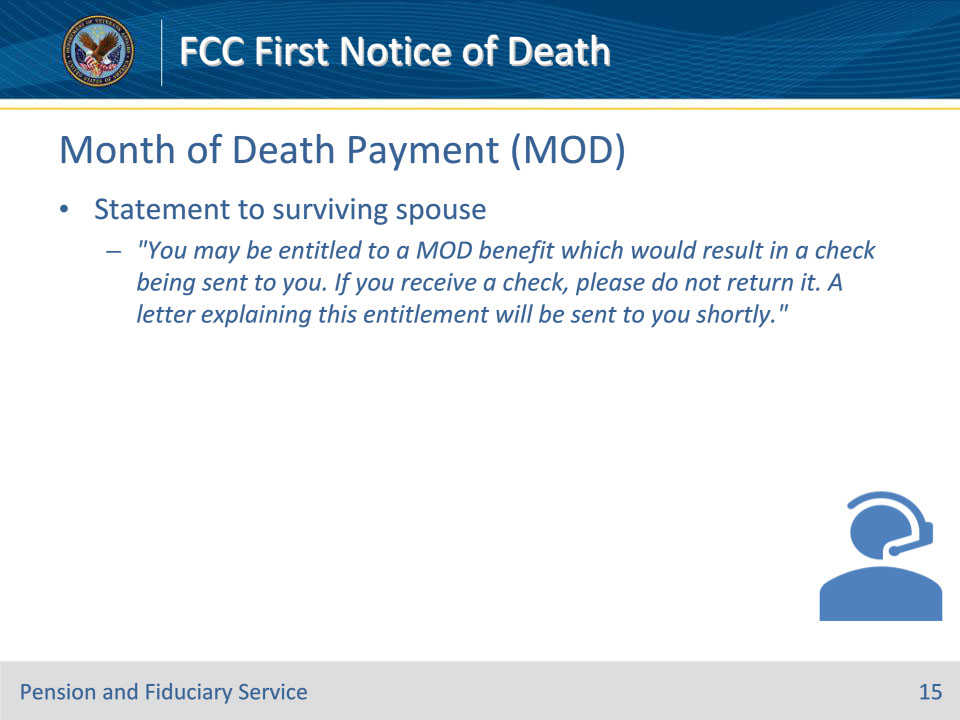 FCC First Notice of Death
Month of Death Payment (MOD)
• Statement to surviving spouse
– "You may be entitled to a MOD benefit which would result in a check
being sent to you. If you receive a check, please do not return it. A
letter explaining this entitlement will be sent to you shortly."
Pension and Fiduciary Service
15